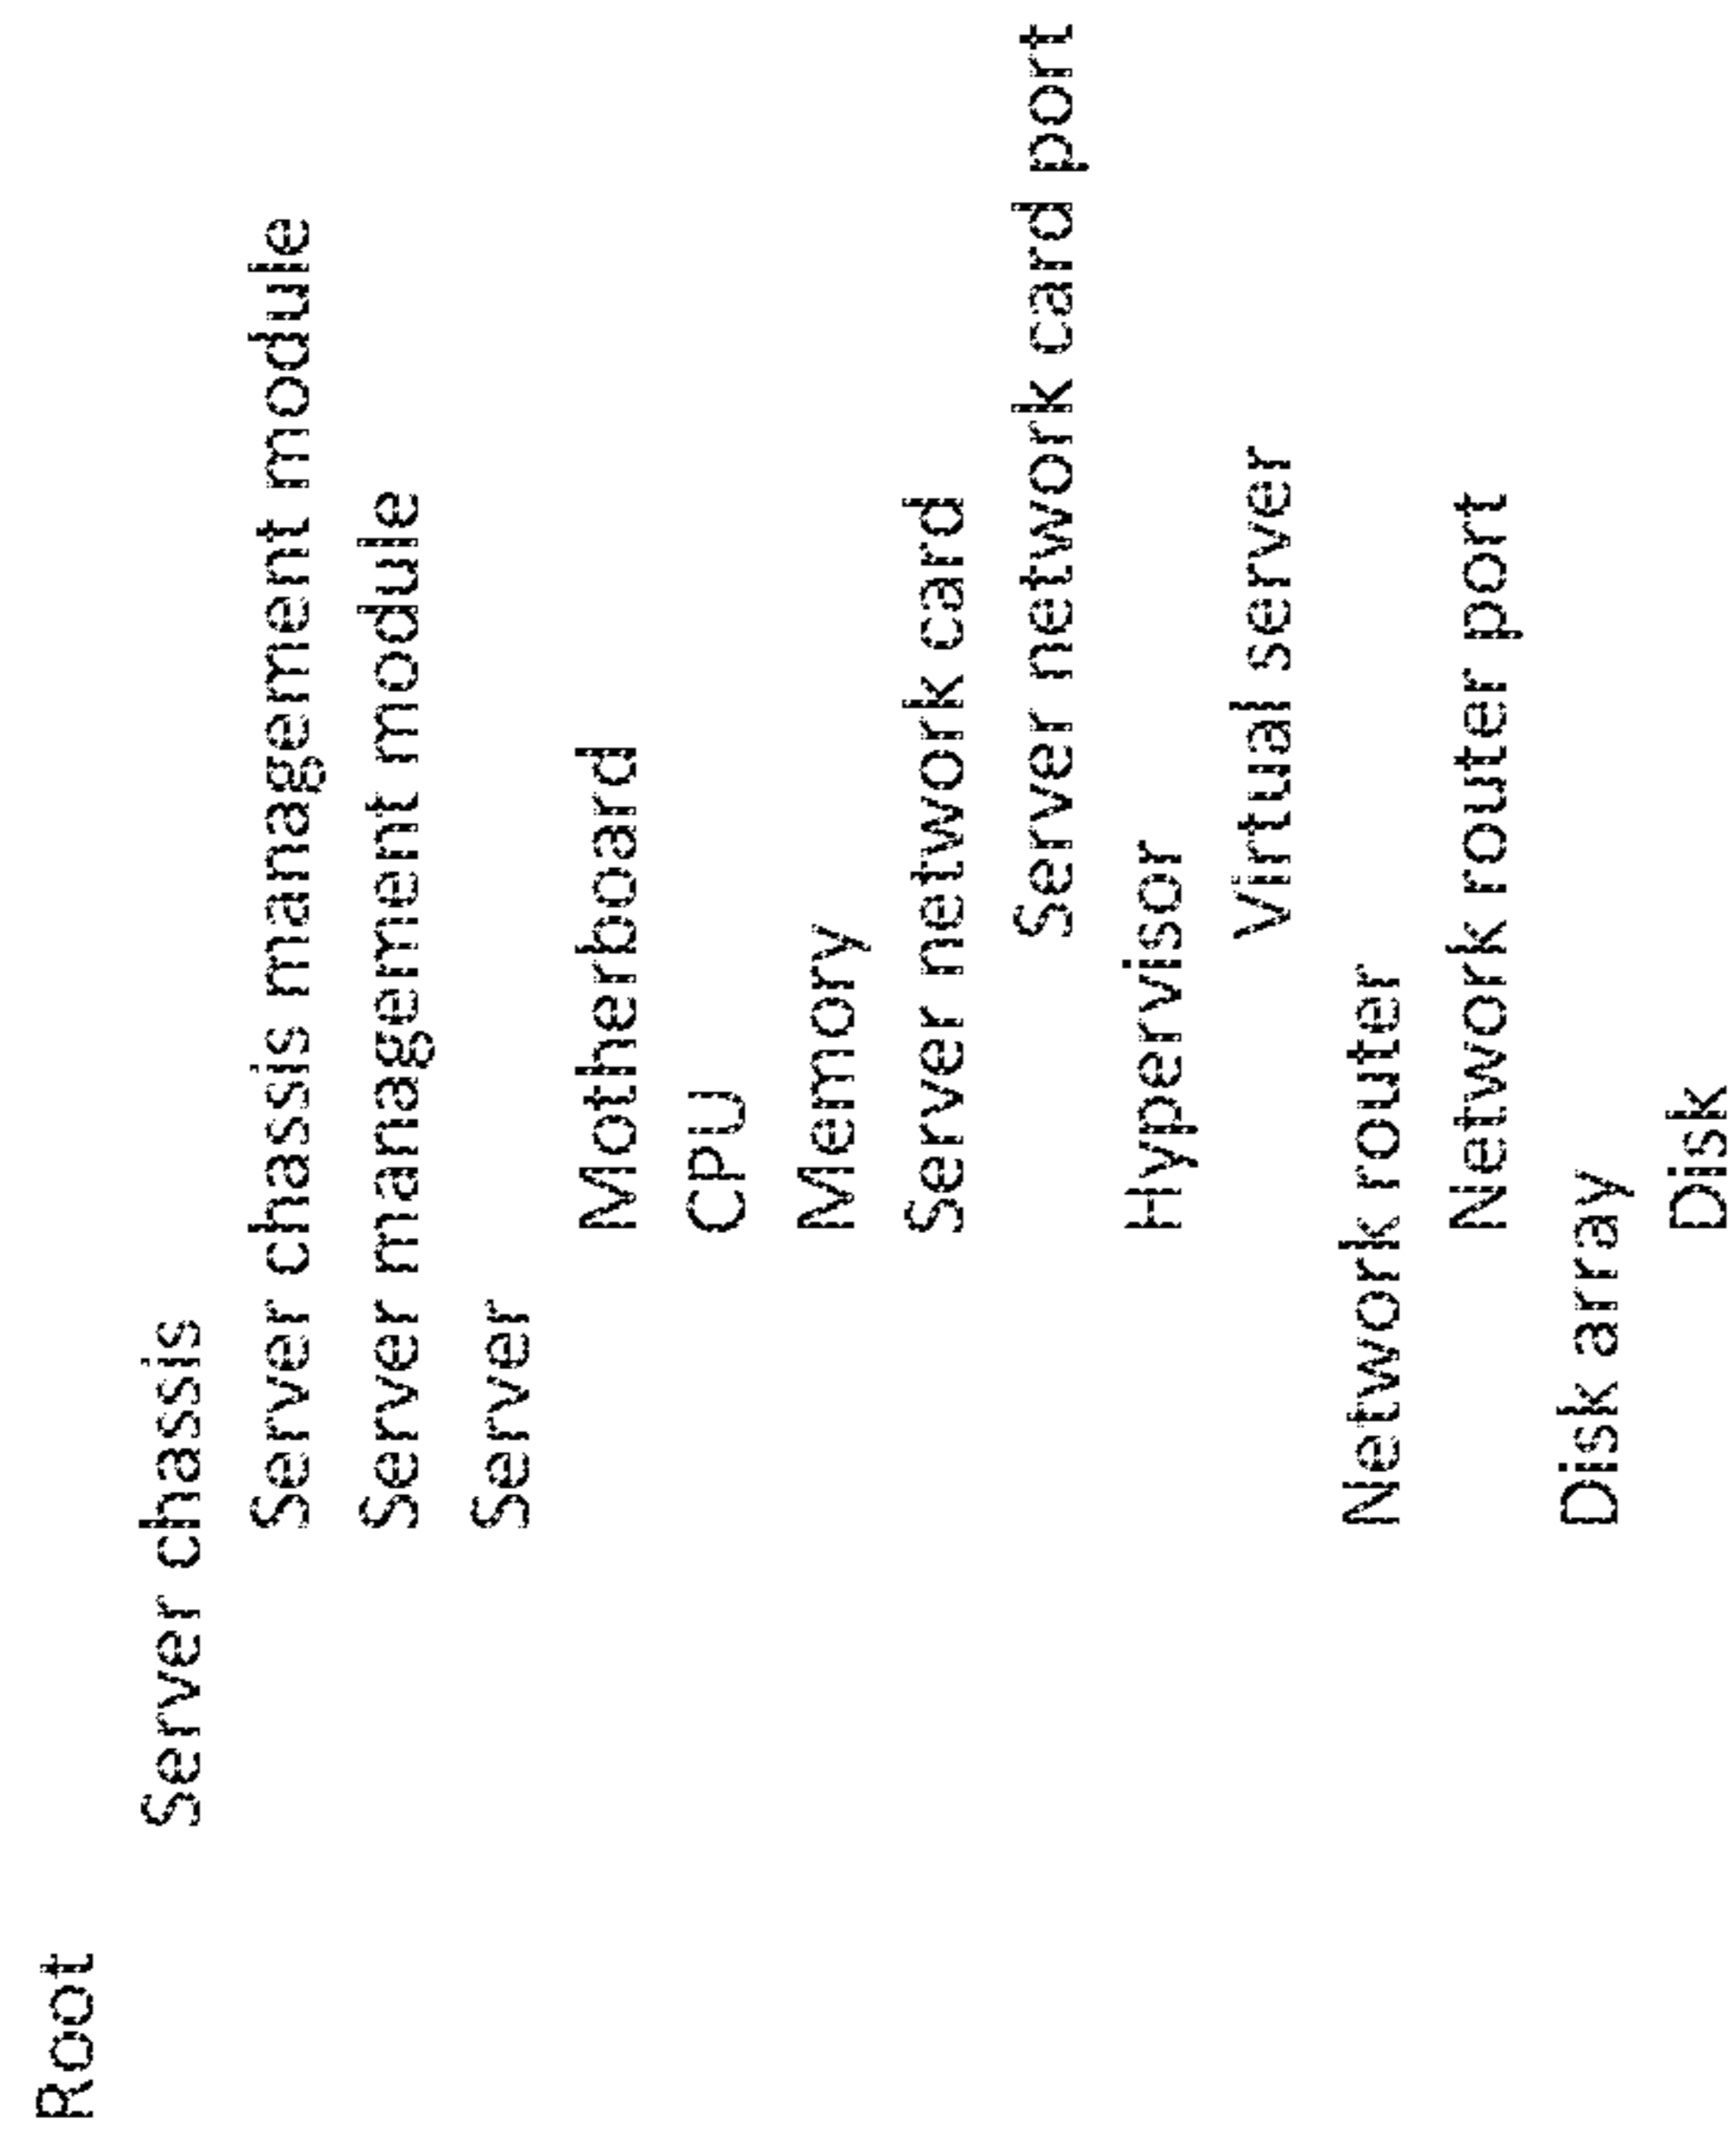 Root
Server chassis
Server chassis management module
Server management module
Server
Motherboard
CPU
Memory
Server network card
Server network card port
Hypervisor
Virtual server
Network router
Network router port
Disk array
Disk